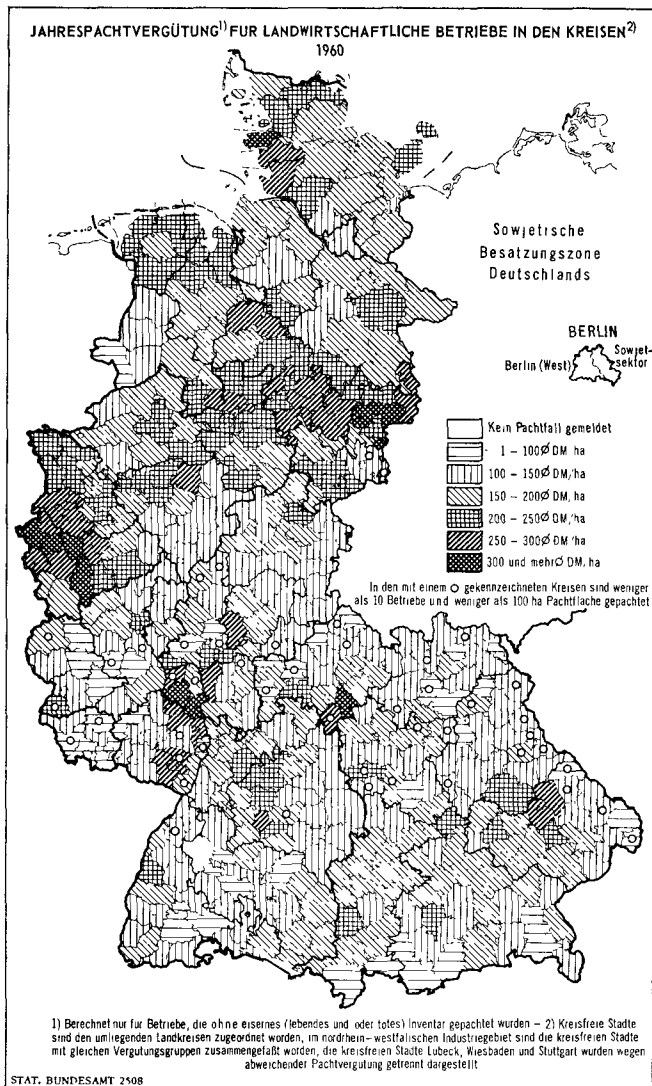 JAHRESPACHTVERGÜTUNG1) FUR LANDWIRTSCHAFTLICHE BETRIEBE IN DEN KREISEN2)
1960
Sowjetische
Besatzungszone
Deutschlands
BERLIN
Sowjet-
sektor
Berlin (West)
Kein Pachtfall gemeldet
1 – 100 Ø DM, ha
100 – 150 Ø DM,/ha
150 – 200 Ø DM, ha
200 – 250 Ø DM,/ha
250 – 300 Ø DM/ha
300 und mehr Ø DM, ha
In den mit einem O gekennzeichneten Kreisen sind weniger
als 10 Betriebe und weniger als 100 ha Pachtflache gepachtet
1) Berechnet nur fur Betriebe, die ohne eisernes (lebendes und oder totes) Inventar gepachtet wurden – 2) Kreisfreie Stadte
sind den umliegenden Landkreisen zugeordnet worden, im nordrhein-westfalischen Industriegebiet sind die kreisfreien Stadte
mit gleichen Vergutungsgruppen zusammengefaßt worden, die kreisfreien Stadte Lubeck, Wiesbaden und Stuttgart wurden wegen
abweichender Pachtvergutung getrennt dargestellt
STAT. BUNDESAMT 2508